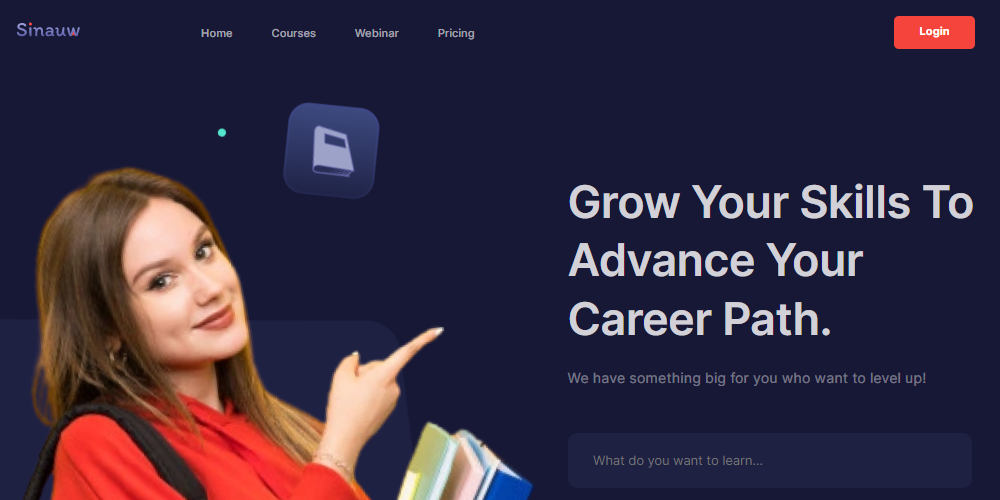 Sinauw
Home
Courses
Webinar
Pricing
Login
Grow Your Skills To
Advance Your
Career Path.
We have something big for you who want to level up!
What do you want to learn...